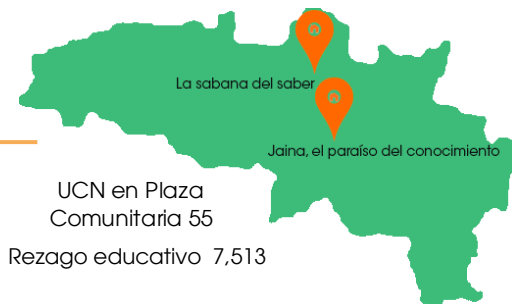 La sabana del saber
Jaina, el paraíso del conocimiento
UCN en Plaza
Comunitaria 55
Rezago educativo 7,513